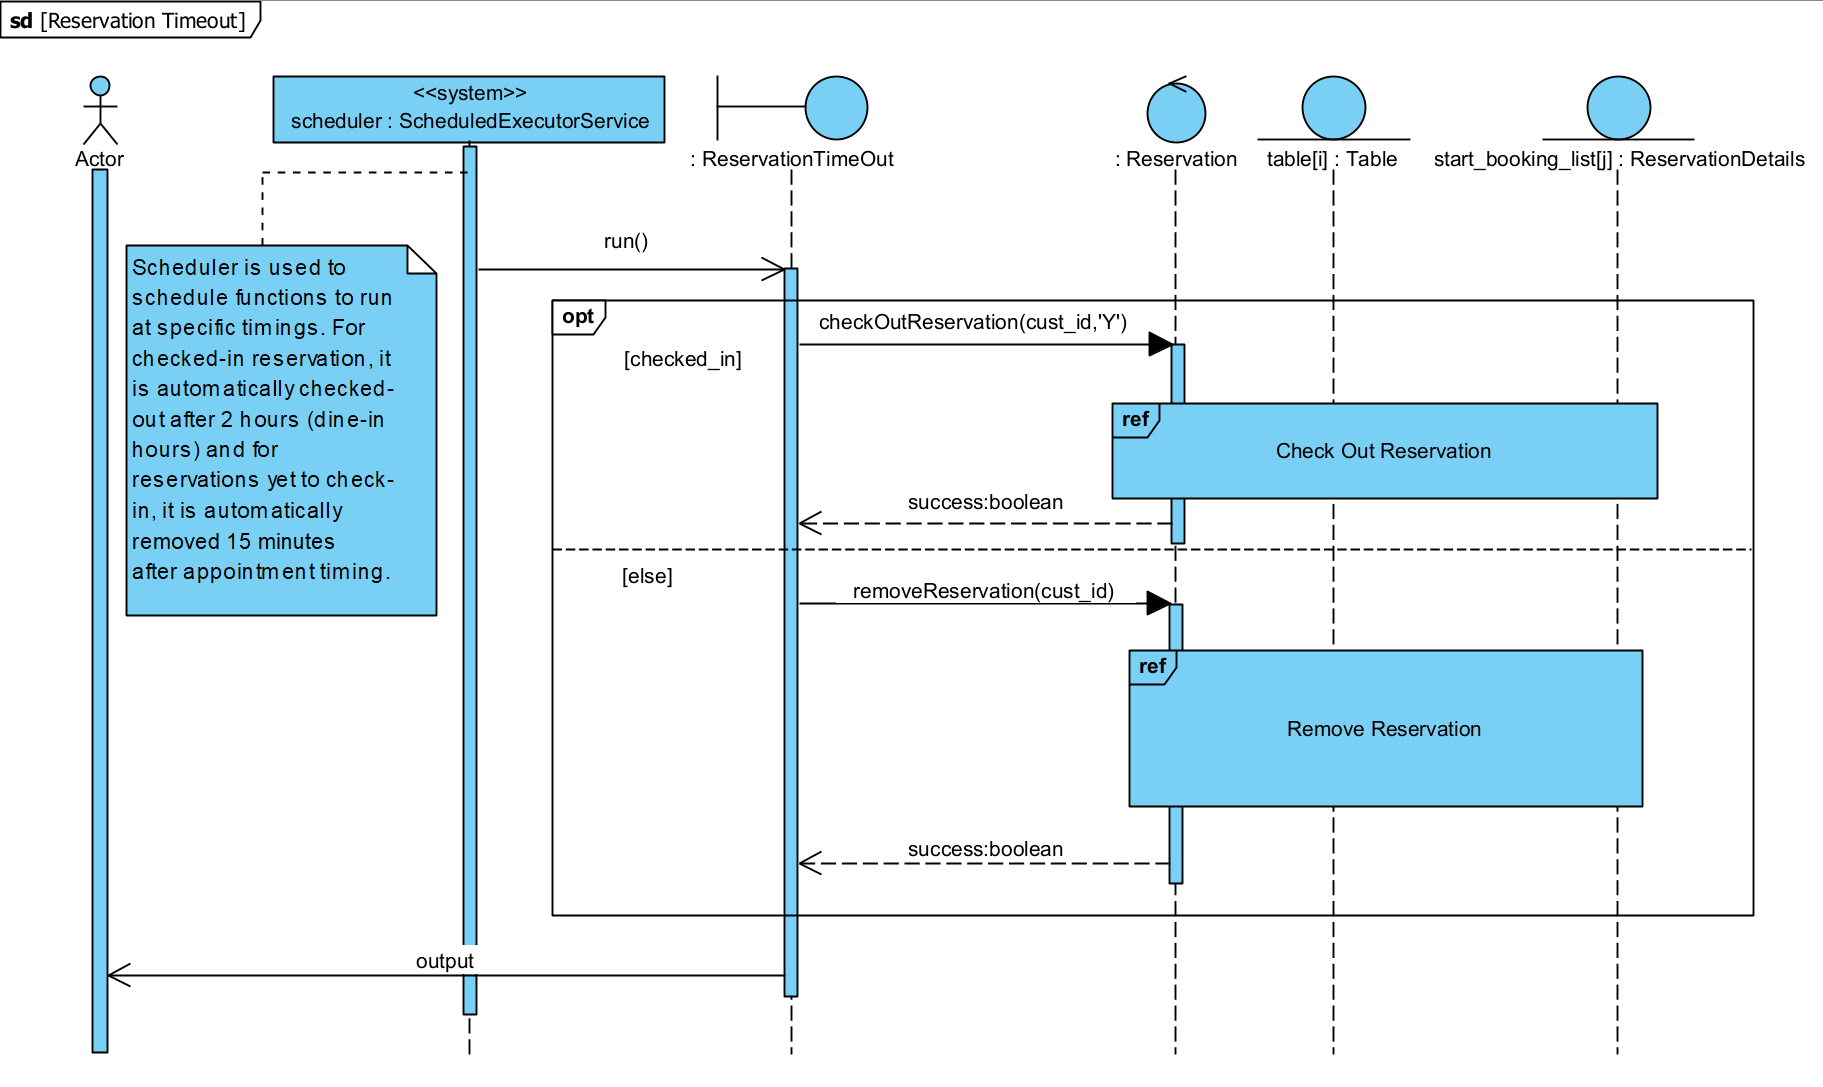 sd [Reservation Timeout]
<<system>>
scheduler : ScheduledExecutorService
Actor
: ReservationTimeOut
: Reservation
table[i] : Table
start_booking_list[j] : ReservationDetails
run()
Scheduler is used to
schedule functions to run
at specific timings. For
checked-in reservation, it
is automatically checked-
out after 2 hours (dine-in
hours) and for
reservations yet to check-
in, it is automatically
removed 15 minutes
after appointment timing.
opt
checkOutReservation(cust_id,'Y')
[checked_in]
ref
Check Out Reservation
success:boolean
[else]
removeReservation(cust_id)
ref
Remove Reservation
success:boolean
output